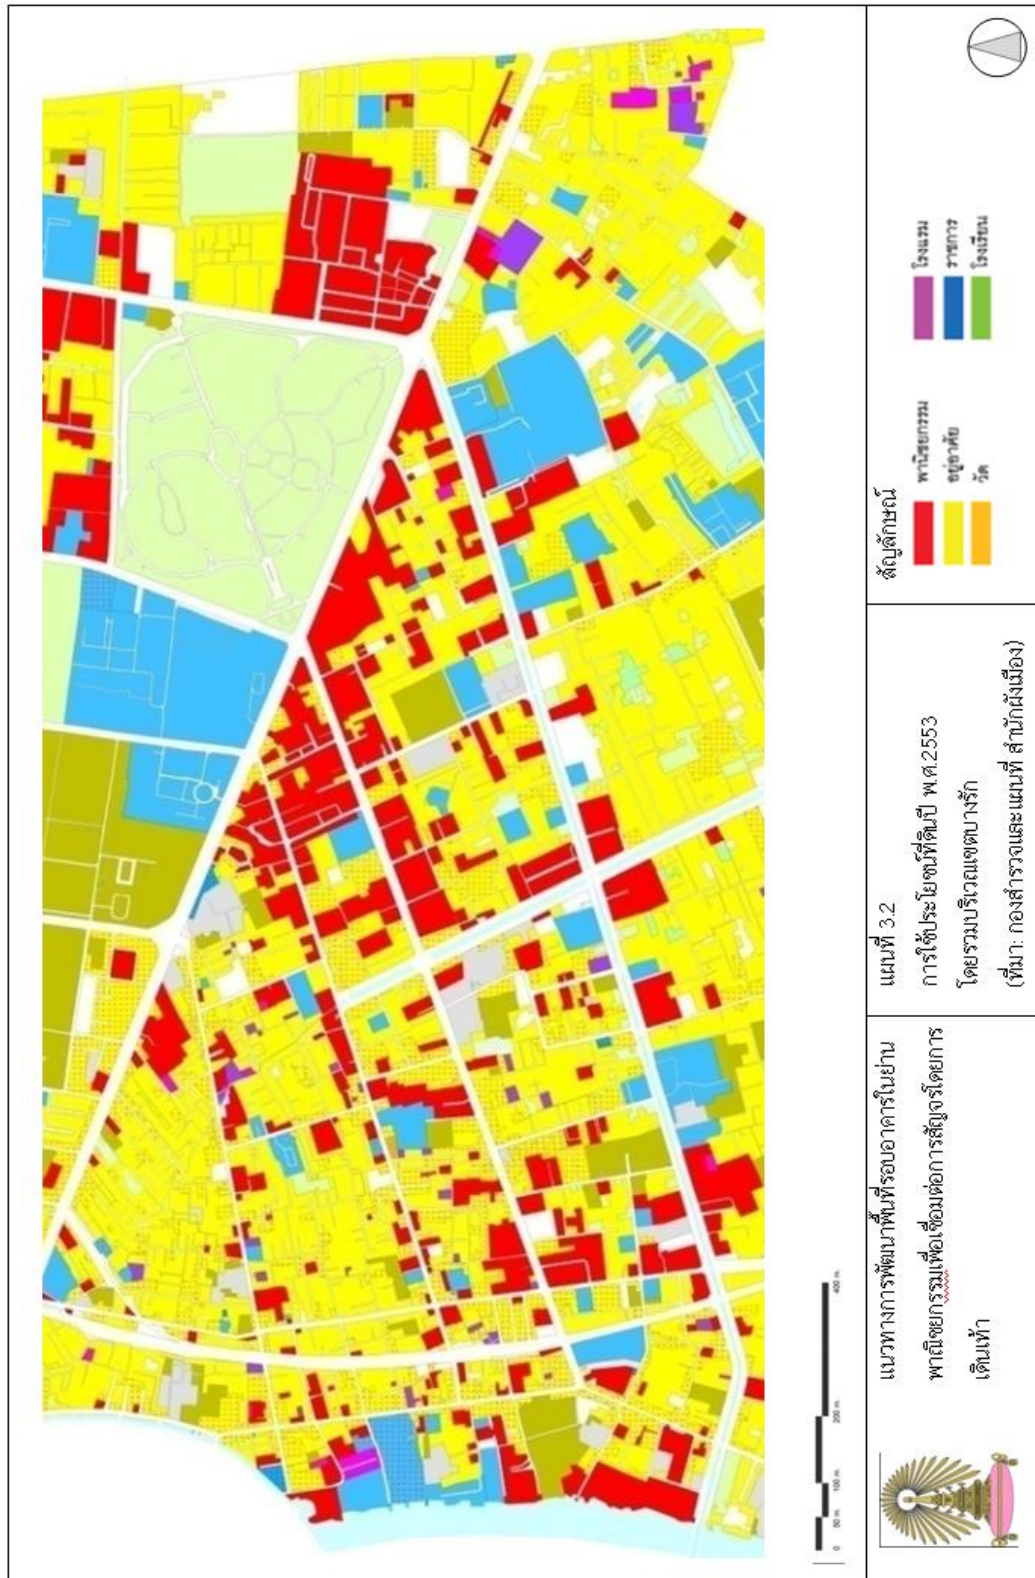 แนวทางการพัฒนาพื้นที่รอบอาคารในย่าน
พาณิชยกรรมเพื่อเชื่อมต่อการสัญจรโดยการ
เดินเท้า
แผนที่ 3.2
การใช้ประโยชน์ที่ดินปี พ.ศ.2553
โดยรวมบริเวณเขตบางรัก
(ที่มา: กองสำรวจและแผนที่ สำนักผังเมือง)
สัญลักษณ์
พาณิชยกรรม
อยู่อาศัย
วัด
โรงแรม
ราชการ
โรงเรียน
0 50 m. 100 m. 200 m. 400 m.